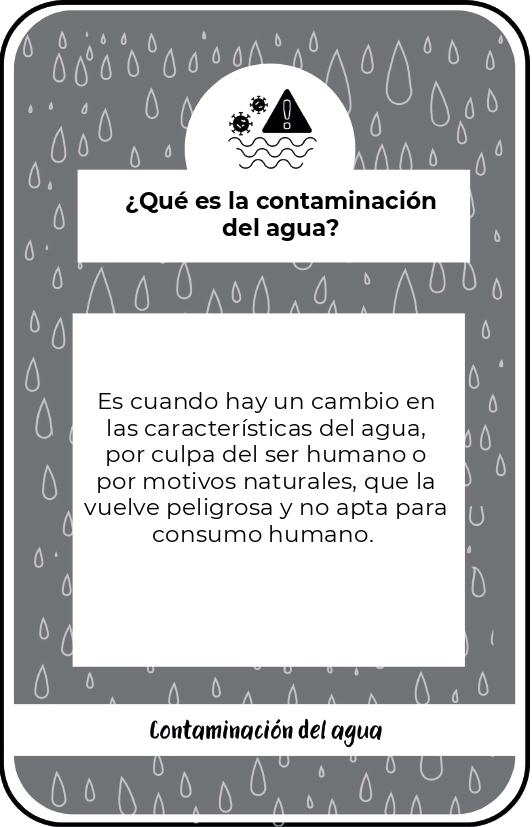 ¿Qué es la contaminación
del agua?
Es cuando hay un cambio en
las características del agua,
por culpa del ser humano o
por motivos naturales, que la
vuelve peligrosa y no apta para
consumo humano.
Contaminación del agua